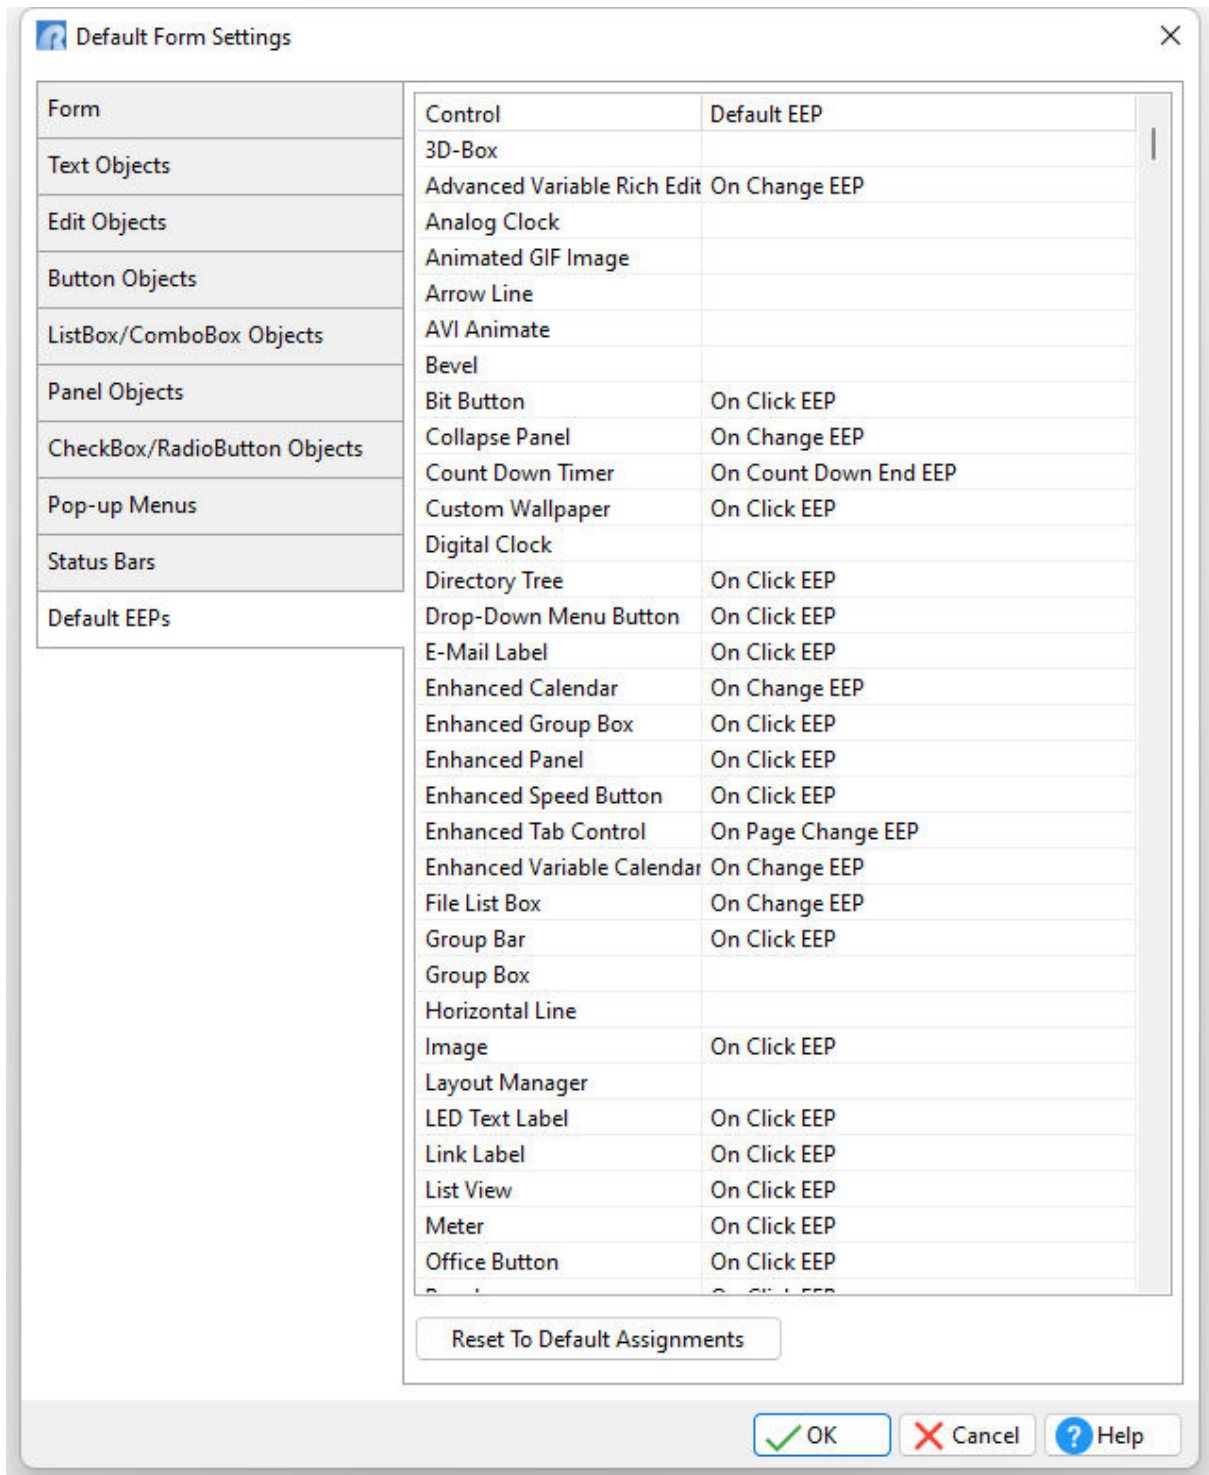 Default Form Settings
Form
Text Objects
Edit Objects
Button Objects
ListBox/ComboBox Objects
Panel Objects
CheckBox/RadioButton Objects
Pop-up Menus
Status Bars
Default EEPs
Control Default EEP
3D-Box
Advanced Variable Rich Edit On Change EEP
Analog Clock
Animated GIF Image
Arrow Line
AVI Animate
Bevel
Bit Button On Click EEP
Collapse Panel On Change EEP
Count Down Timer On Count Down End EEP
Custom Wallpaper On Click EEP
Digital Clock
Directory Tree On Click EEP
Drop-Down Menu Button On Click EEP
E-Mail Label On Click EEP
Enhanced Calendar On Change EEP
Enhanced Group Box On Click EEP
Enhanced Panel On Click EEP
Enhanced Speed Button On Click EEP
Enhanced Tab Control On Page Change EEP
Enhanced Variable Calendar On Change EEP
File List Box On Change EEP
Group Bar On Click EEP
Group Box
Horizontal Line
Image On Click EEP
Layout Manager
LED Text Label On Click EEP
Link Label On Click EEP
List View On Click EEP
Meter On Click EEP
Office Button On Click EEP
Reset To Default Assignments
OK Cancel Help